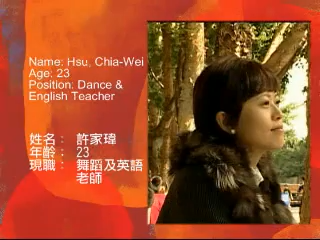 Name: Hsu, Chia-Wei
Age: 23
Position: Dance &
English Teacher
姓名： 許家瑋
年齡： 23
現職： 舞蹈及英語
老師